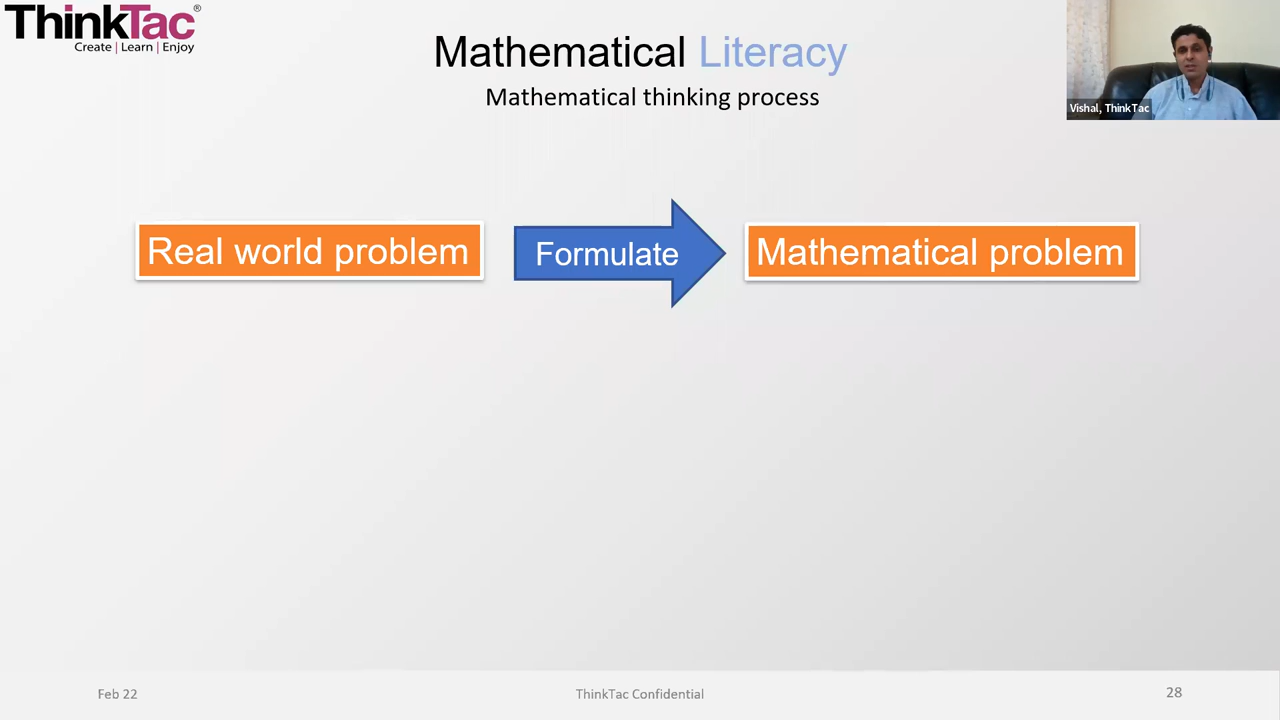 ThinkTac®
Create | Learn | Enjoy
Mathematical Literacy
Mathematical thinking process
Vishal, ThinkTac
Real world problem
Formulate
Mathematical problem
Feb 22
ThinkTac Confidential
28